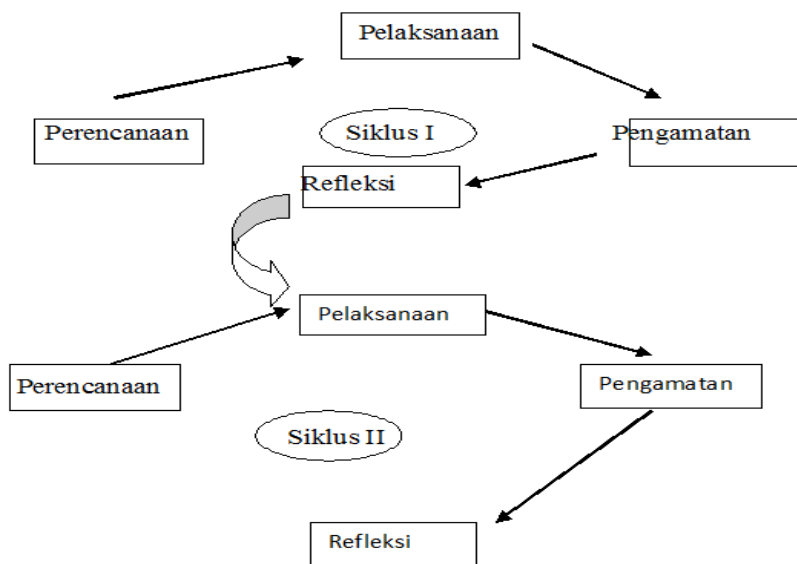 Pelaksanaan
Perencanaan
Siklus I
Pengamatan
Refleksi
Pelaksanaan
Perencanaan
Pengamatan
Siklus II
Refleksi